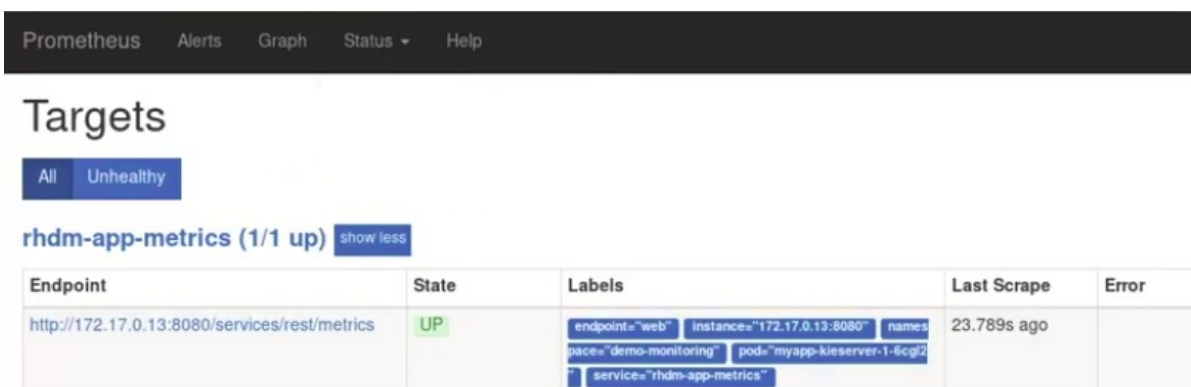 Prometheus Alerts Graph Status Help
Targets
All Unhealthy
rhdm-app-metrics (1/1 up) show less
Endpoint State Labels Last Scrape Error
http://172.17.0.13:8080/services/rest/metrics UP endpoint="web" instance="172.17.0.13:8080" names 23.789s ago
pace="demo-monitoring" pod="myapp-kieserver-1-6cgl2
" service="rhdm-app-metrics"